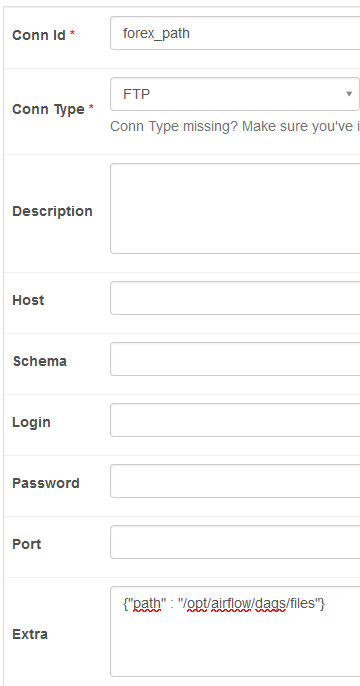 Conn Id *
forex_path
Conn Type *
FTP
Conn Type missing? Make sure you've i
Description
Host
Schema
Login
Password
Port
Extra
{"path" : "/opt/airflow/dags/files"}